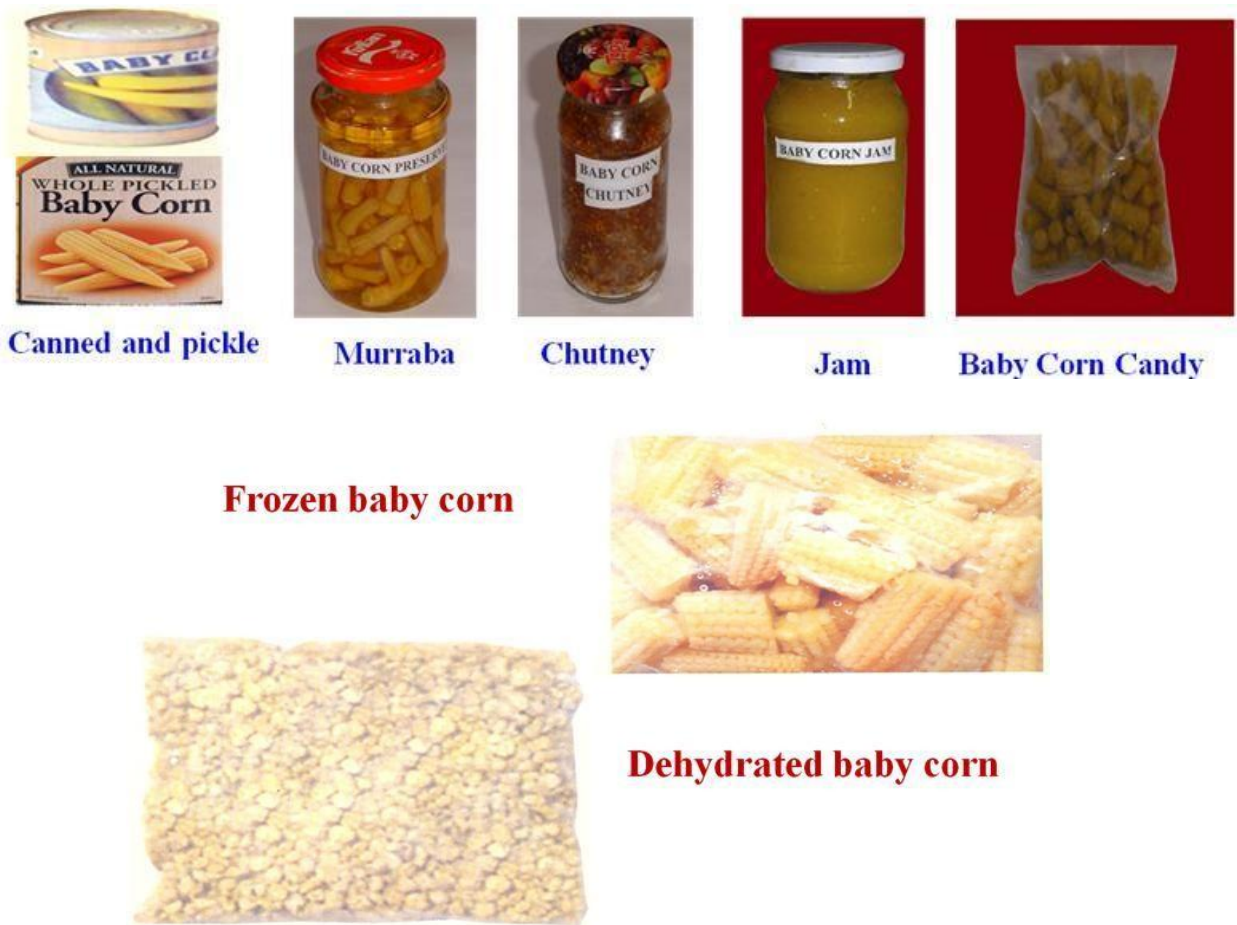 BABY
ALL NATURAL
WHOLE PICKLED
Baby Corn
BABY CORN PRESERVE
BABY CORN
CHUTNEY
BABY CORN JAM
Canned and pickle
Murraba
Chutney
Jam
Baby Corn Candy
Frozen baby corn
Dehydrated baby corn